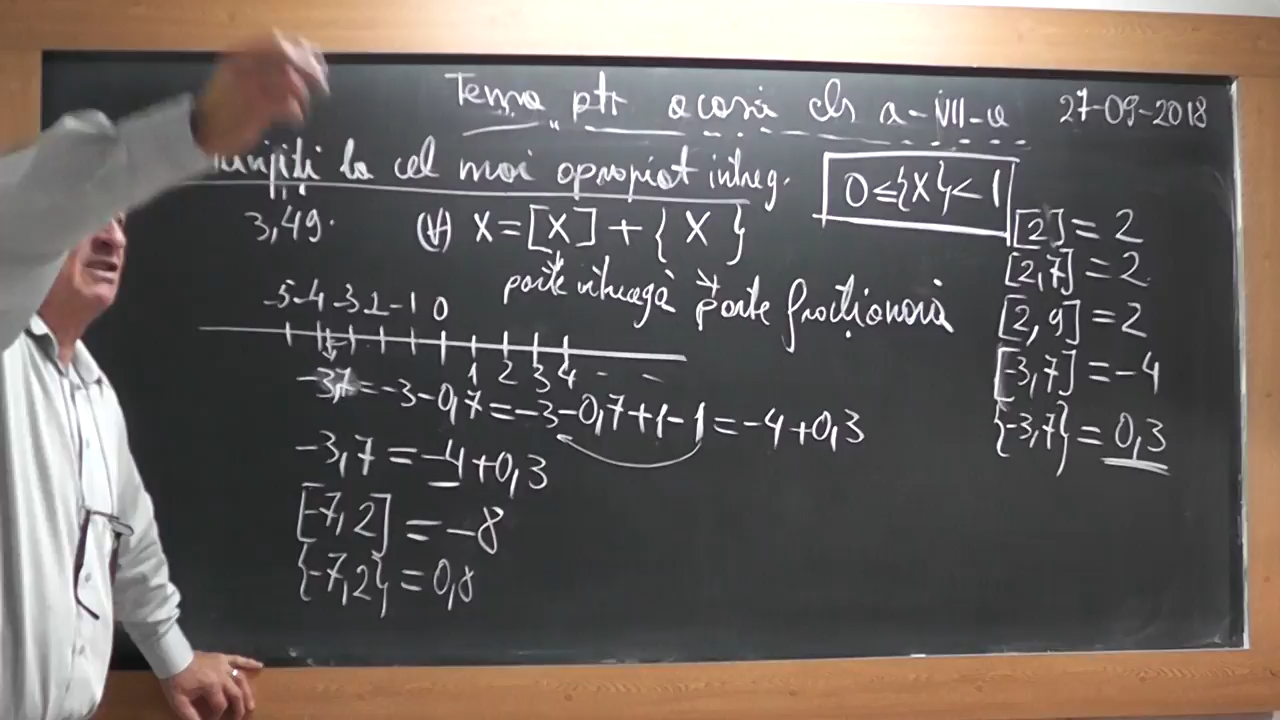 Tema ptr acasă cls a-VII-a 27-09-2018
la cel mai apropiat întreg.
0≤{X}<1
3,49.
(∀) X=[X]+{X}
parte întreagă parte fracționară
[2]=2
[2,7]=2
[2,9]=2
[-3,7]=-4
{-3,7}=0,3
-5 -4 -3 -2 -1 0
1 2 3 4
-3,7=-3-0,7=-3-0,7+1-1=-4+0,3
-3,7=-4+0,3
[-7,2]=-8
{-7,2}=0,8